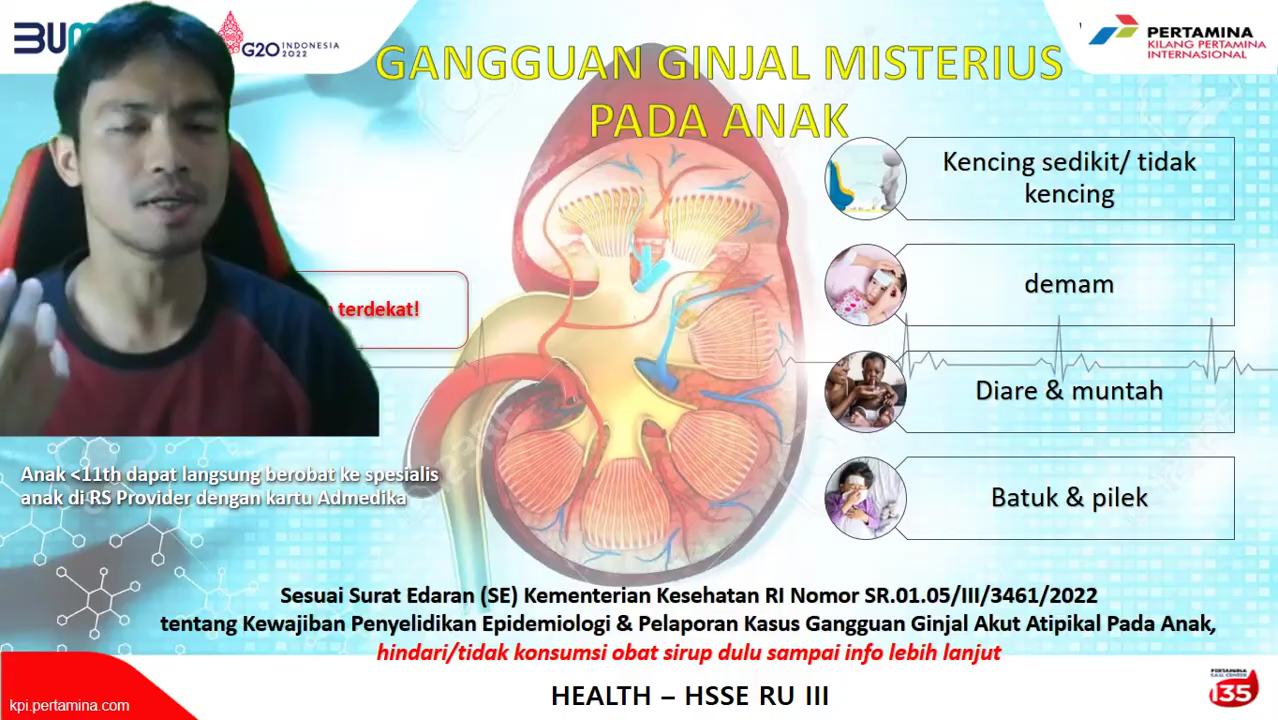 G20 INDONESIA
2022
PERTAMINA
KILANG PERTAMINA
INTERNASIONAL
GANGGUAN GINJAL MISTERIUS
PADA ANAK
Kencing sedikit/ tidak
kencing
demam
terdekat!
Diare & muntah
Anak <11th dapat langsung berobat ke spesialis
anak di RS Provider dengan kartu Admedika
Batuk & pilek
Sesuai Surat Edaran (SE) Kementerian Kesehatan RI Nomor SR.01.05/III/3461/2022
tentang Kewajiban Penyelidikan Epidemiologi & Pelaporan Kasus Gangguan Ginjal Akut Atipikal Pada Anak,
hindari/tidak konsumsi obat sirup dulu sampai info lebih lanjut
HEALTH – HSSE RU III
kpi.pertamina.com
PERTAMINA
CALL CENTER
135